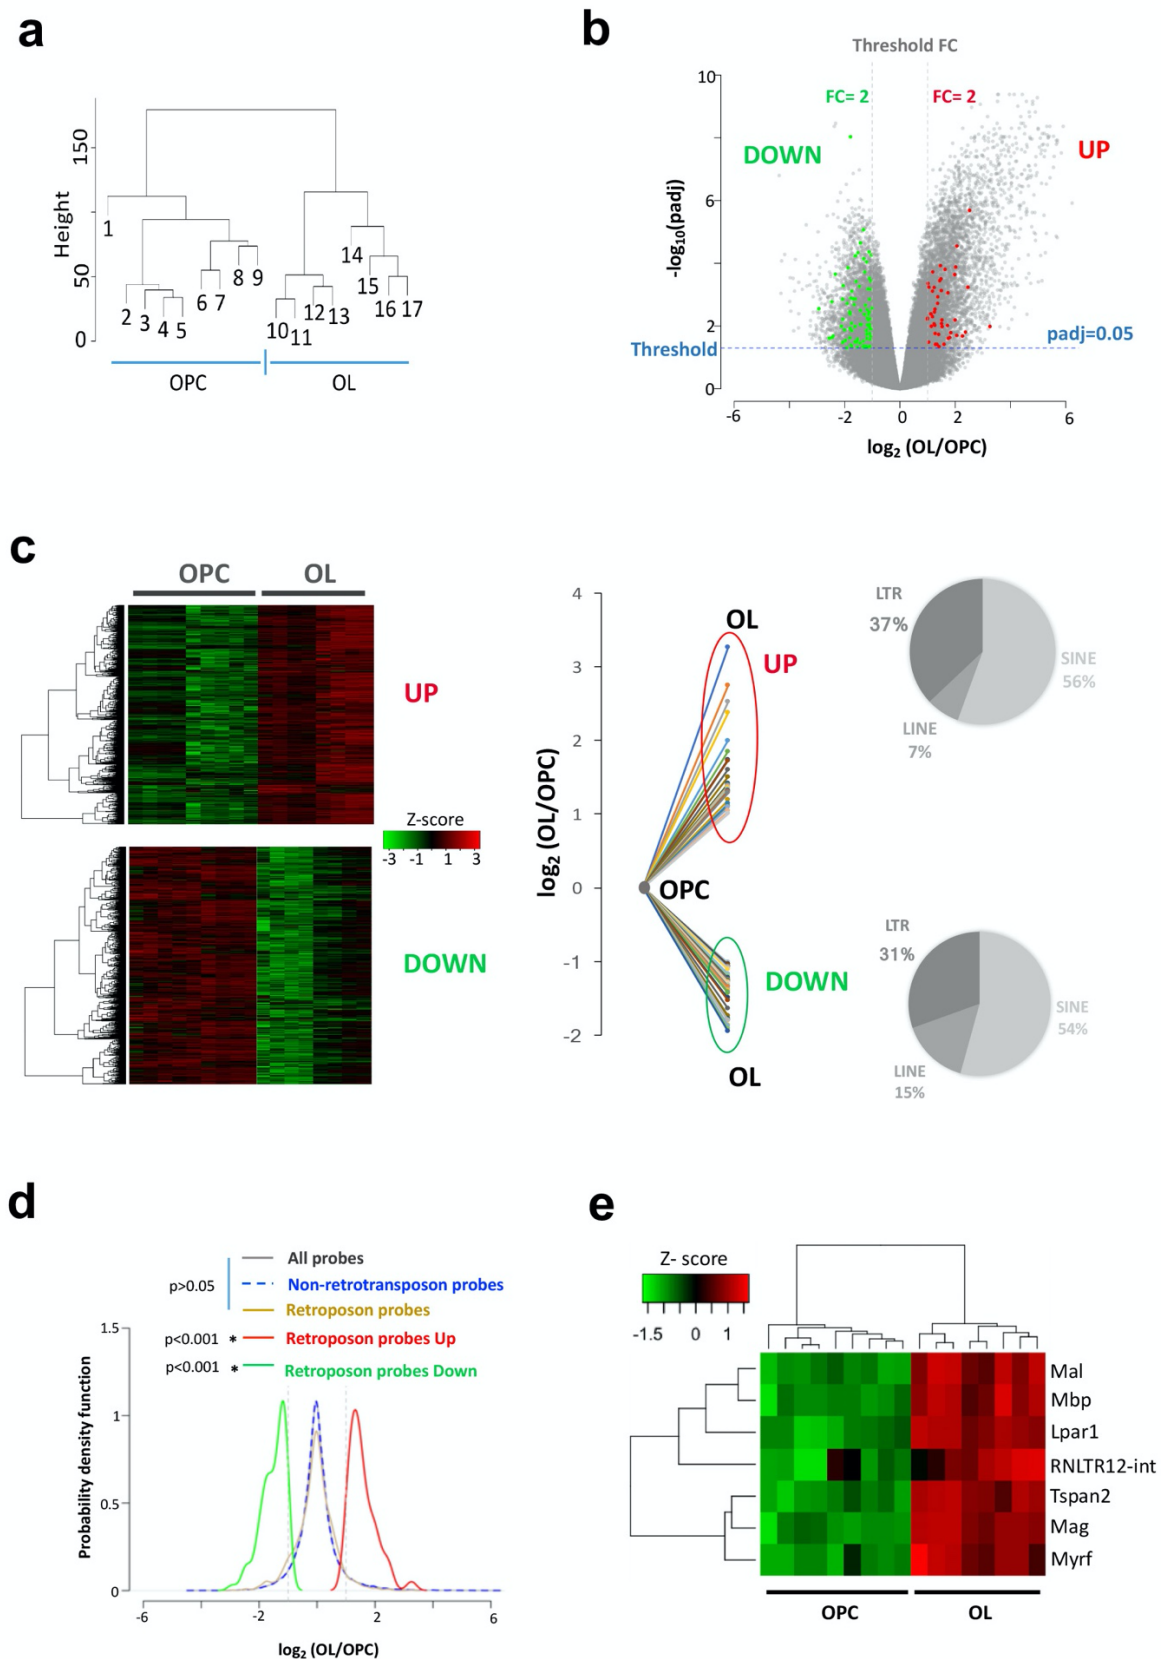 a
Height
150
50
0
1
2
3
4
5
6
7
8
9
10
11
12
13
14
15
16
17
OPC
OL
b
Threshold FC
10
FC= 2
FC= 2
DOWN
UP
-log10(padj)
6
2
0
Threshold
padj=0.05
-6
-2
0
2
6
log2 (OL/OPC)
c
OPC
OL
UP
Z-score
-3 -1 1 3
DOWN
log2 (OL/OPC)
4
3
2
1
0
-1
-2
OL
UP
OPC
DOWN
OL
LTR
37%
SINE
56%
LINE
7%
LTR
31%
SINE
54%
LINE
15%
d
All probes
p>0.05
Non-retrotransposon probes
Retroposon probes
p<0.001 * Retroposon probes Up
p<0.001 * Retroposon probes Down
Probability density function
1.5
1
0.5
0
-6
-2
2
6
log2 (OL/OPC)
e
Z- score
-1.5 0 1
Mal
Mbp
Lpar1
RNLTR12-int
Tspan2
Mag
Myrf
OPC
OL